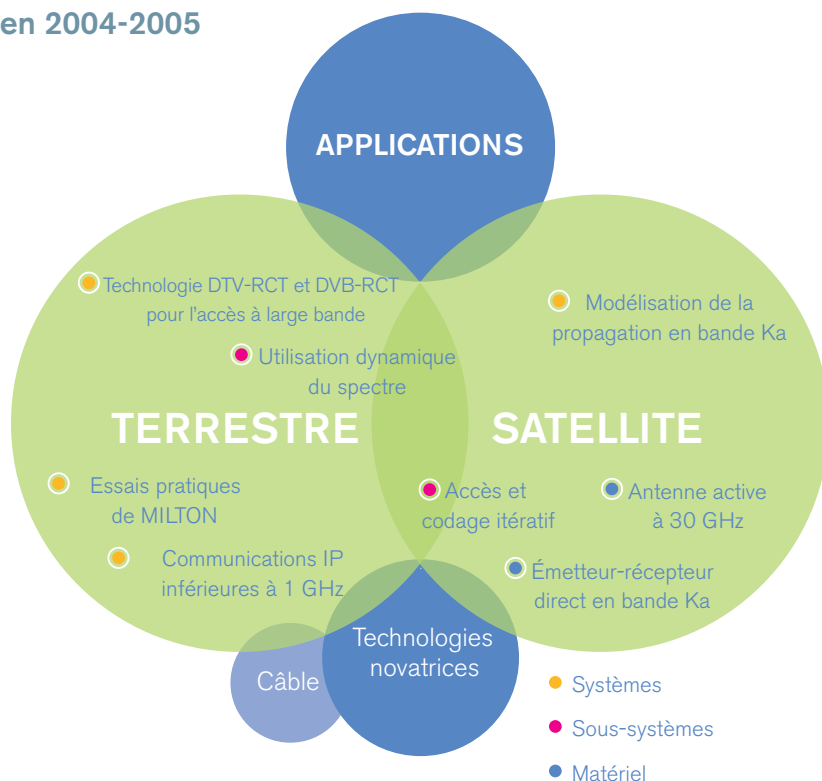 en 2004-2005
APPLICATIONS
Technologie DTV-RCT et DVB-RCT
pour l'accès à large bande
Modélisation de la
propagation en bande Ka
Utilisation dynamique
du spectre
TERRESTRE
SATELLITE
Essais pratiques
de MILTON
Accès et
codage itératif
Antenne active
à 30 GHz
Communications IP
inférieures à 1 GHz
Émetteur-récepteur
direct en bande Ka
Technologies
novatrices
Câble
Systèmes
Sous-systèmes
Matériel